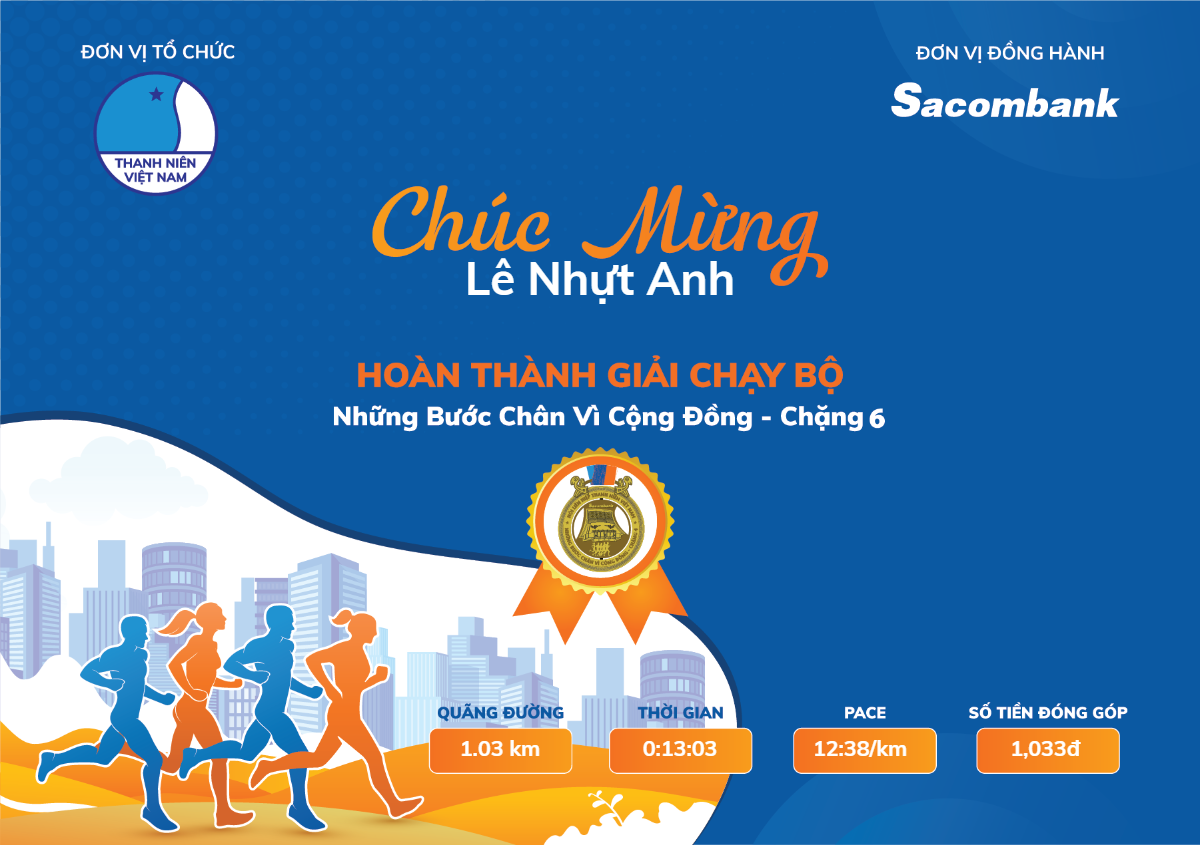 ĐƠN VỊ TỔ CHỨC
THANH NIÊN
VIỆT NAM
ĐƠN VỊ ĐỒNG HÀNH
Sacombank
Chúc Mừng
Lê Nhựt Anh
HOÀN THÀNH GIẢI CHẠY BỘ
Những Bước Chân Vì Cộng Đồng - Chặng 6
QUÃNG ĐƯỜNG
1.03 km
THỜI GIAN
0:13:03
PACE
12:38/km
SỐ TIỀN ĐÓNG GÓP
1,033đ